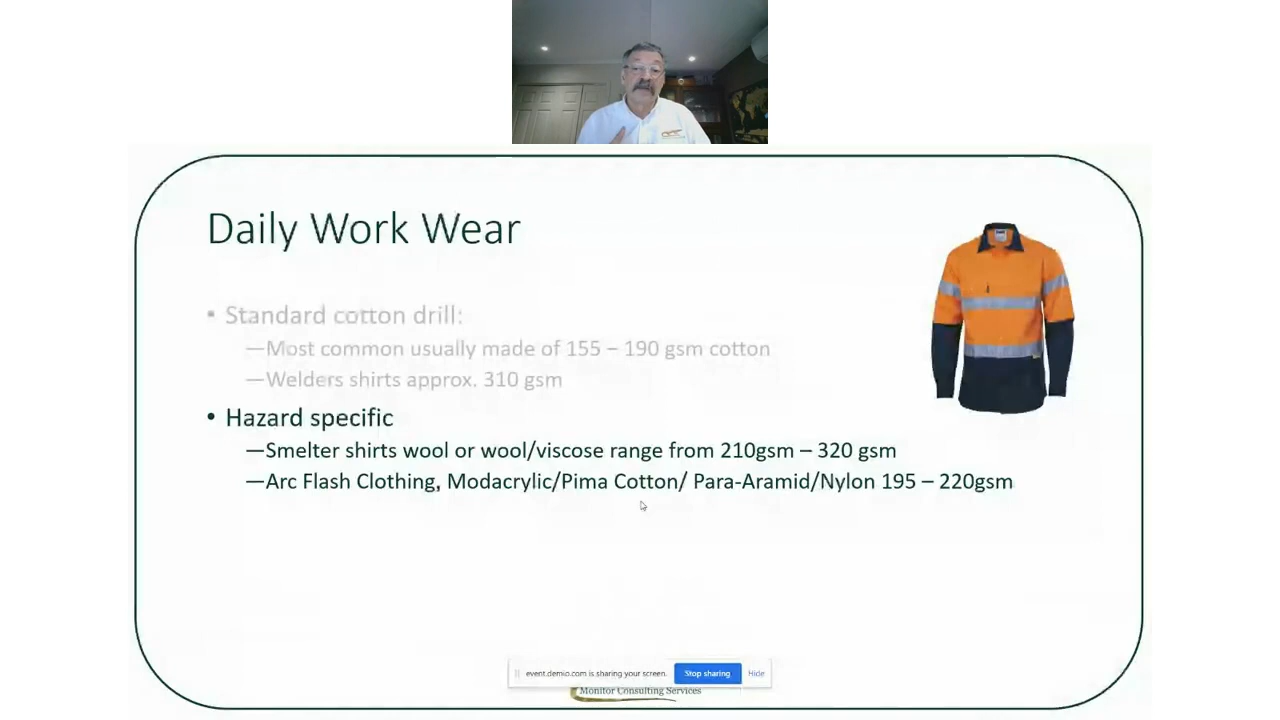 Daily Work Wear
• Standard cotton drill:
—Most common usually made of 155 – 190 gsm cotton
—Welders shirts approx. 310 gsm
• Hazard specific
—Smelter shirts wool or wool/viscose range from 210gsm – 320 gsm
—Arc Flash Clothing, Modacrylic/Pima Cotton/ Para-Aramid/Nylon 195 – 220gsm
event.demio.com is sharing your screen. Stop sharing Hide
Monitor Consulting Services